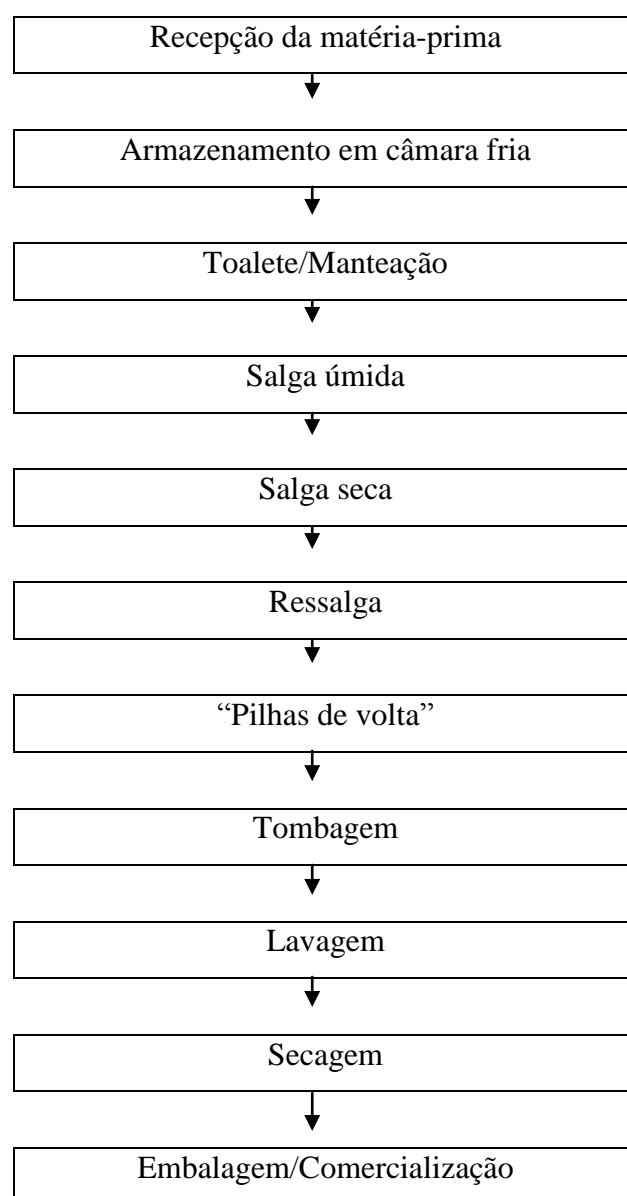 Recepção da matéria-prima
Armazenamento em câmara fria
Toalete/Manteação
Salga úmida
Salga seca
Ressalga
“Pilhas de volta”
Tombagem
Lavagem
Secagem
Embalagem/Comercialização